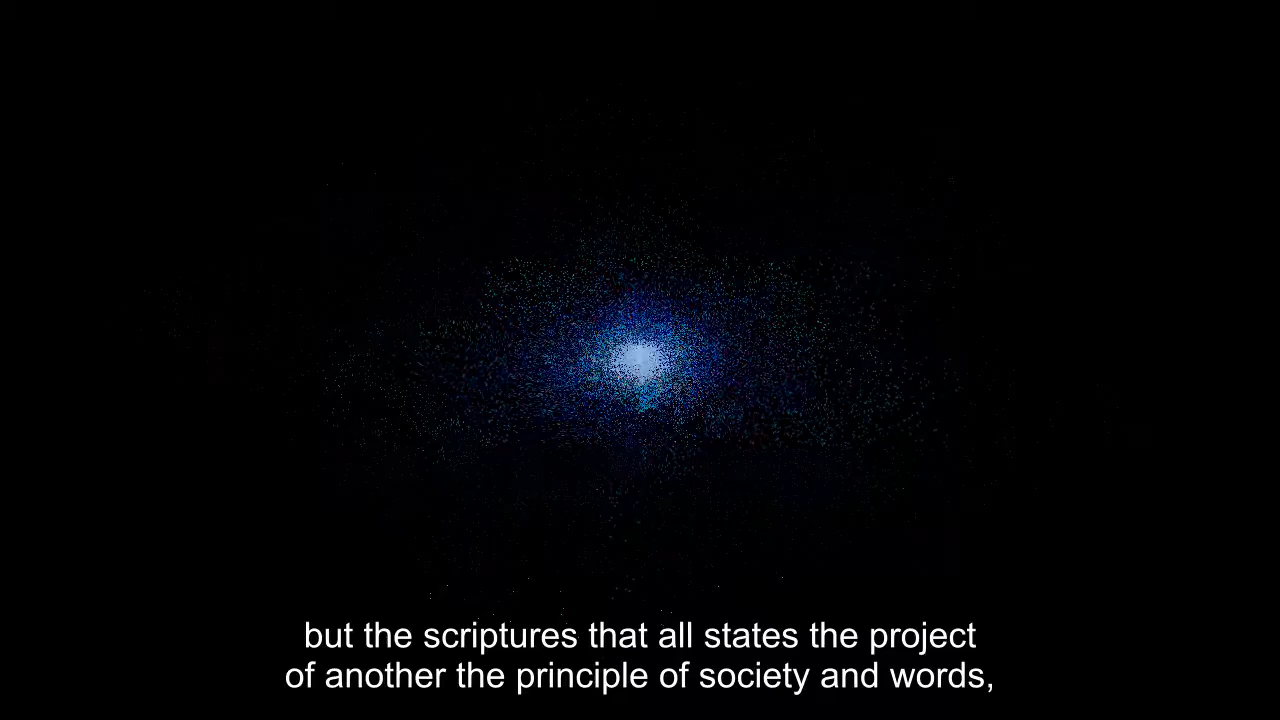 but the scriptures that all states the project
of another the principle of society and words,